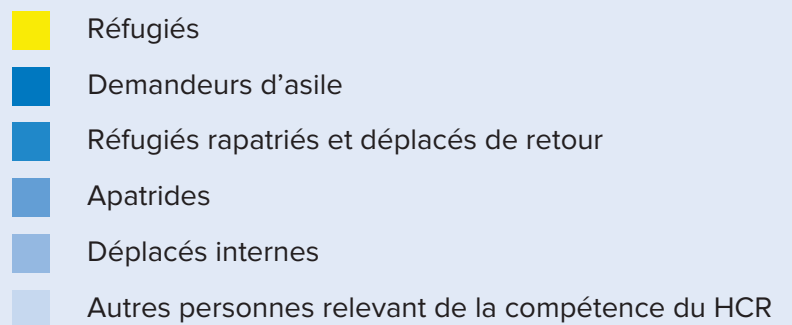 Réfugiés
Demandeurs d’asile
Réfugiés rapatriés et déplacés de retour
Apatrides
Déplacés internes
Autres personnes relevant de la compétence du HCR